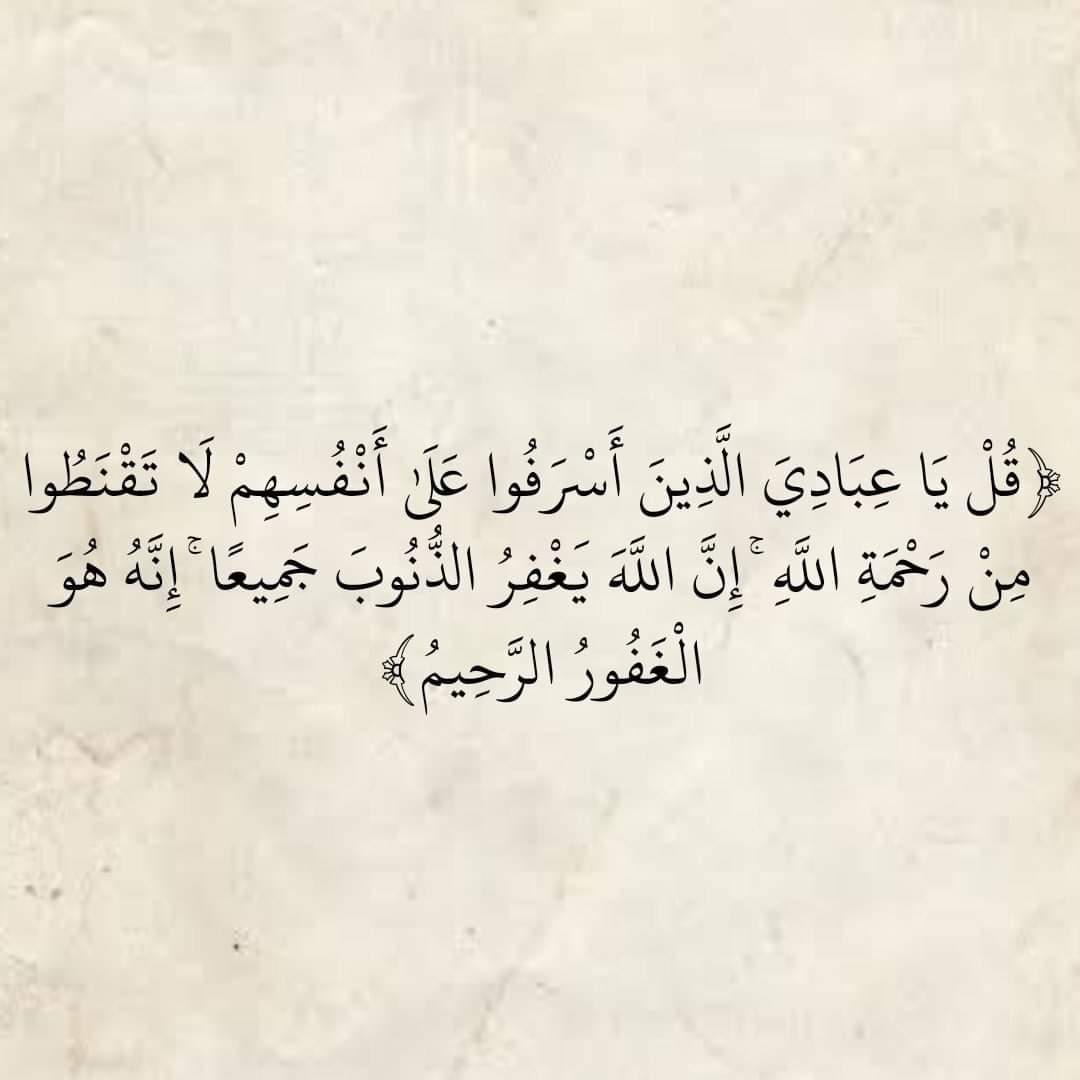 ﴿قُلْ يَا عِبَادِيَ الَّذِينَ أَسْرَفُوا عَلَىٰ أَنْفُسِهِمْ لَا تَقْنَطُوا
مِنْ رَحْمَةِ اللَّهِ ۚ إِنَّ اللَّهَ يَغْفِرُ الذُّنُوبَ جَمِيعًا ۚ إِنَّهُ هُوَ
الْغَفُورُ الرَّحِيمُ﴾